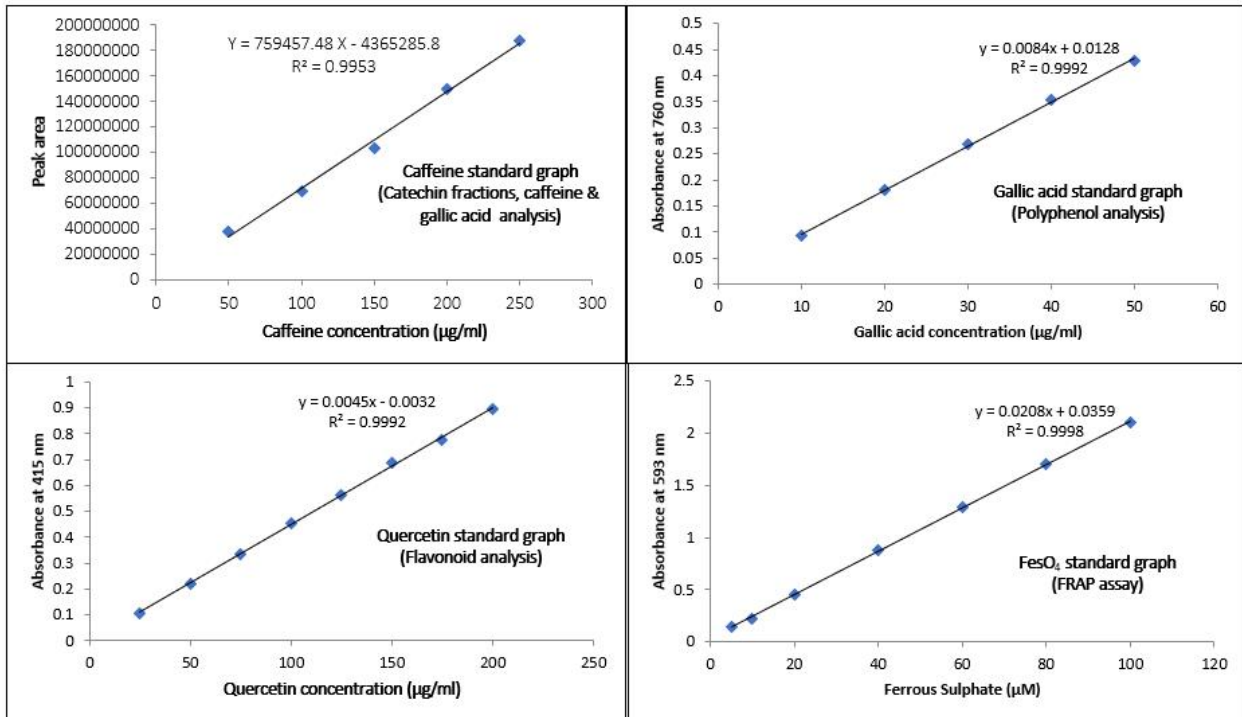 200000000
180000000
160000000
140000000
120000000
100000000
80000000
60000000
40000000
20000000
0
Peak area
Y = 759457.48 X - 4365285.8
R² = 0.9953
Caffeine standard graph
(Catechin fractions, caffeine &
gallic acid analysis)
0 50 100 150 200 250 300
Caffeine concentration (µg/ml)
0.5
0.45
0.4
0.35
0.3
0.25
0.2
0.15
0.1
0.05
0
Absorbance at 760 nm
y = 0.0084x + 0.0128
R² = 0.9992
Gallic acid standard graph
(Polyphenol analysis)
0 10 20 30 40 50 60
Gallic acid concentration (µg/ml)
1
0.9
0.8
0.7
0.6
0.5
0.4
0.3
0.2
0.1
0
Absorbance at 415 nm
y = 0.0045x - 0.0032
R² = 0.9992
Quercetin standard graph
(Flavonoid analysis)
0 50 100 150 200 250
Quercetin concentration (µg/ml)
2.5
2
1.5
1
0.5
0
Absorbance at 593 nm
y = 0.0208x + 0.0359
R² = 0.9998
FesO₄ standard graph
(FRAP assay)
0 20 40 60 80 100 120
Ferrous Sulphate (µM)